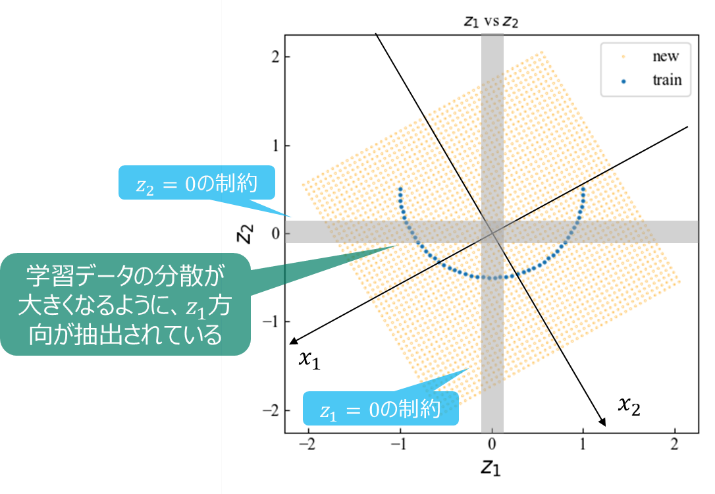 z₁ vs z₂
new
train
2
1
0
−1
−2
z₂
z₂ = 0の制約
学習データの分散が
大きくなるように、z₁方
向が抽出されている
x₁
z₁ = 0の制約
x₂
−2
−1
0
1
2
z₁